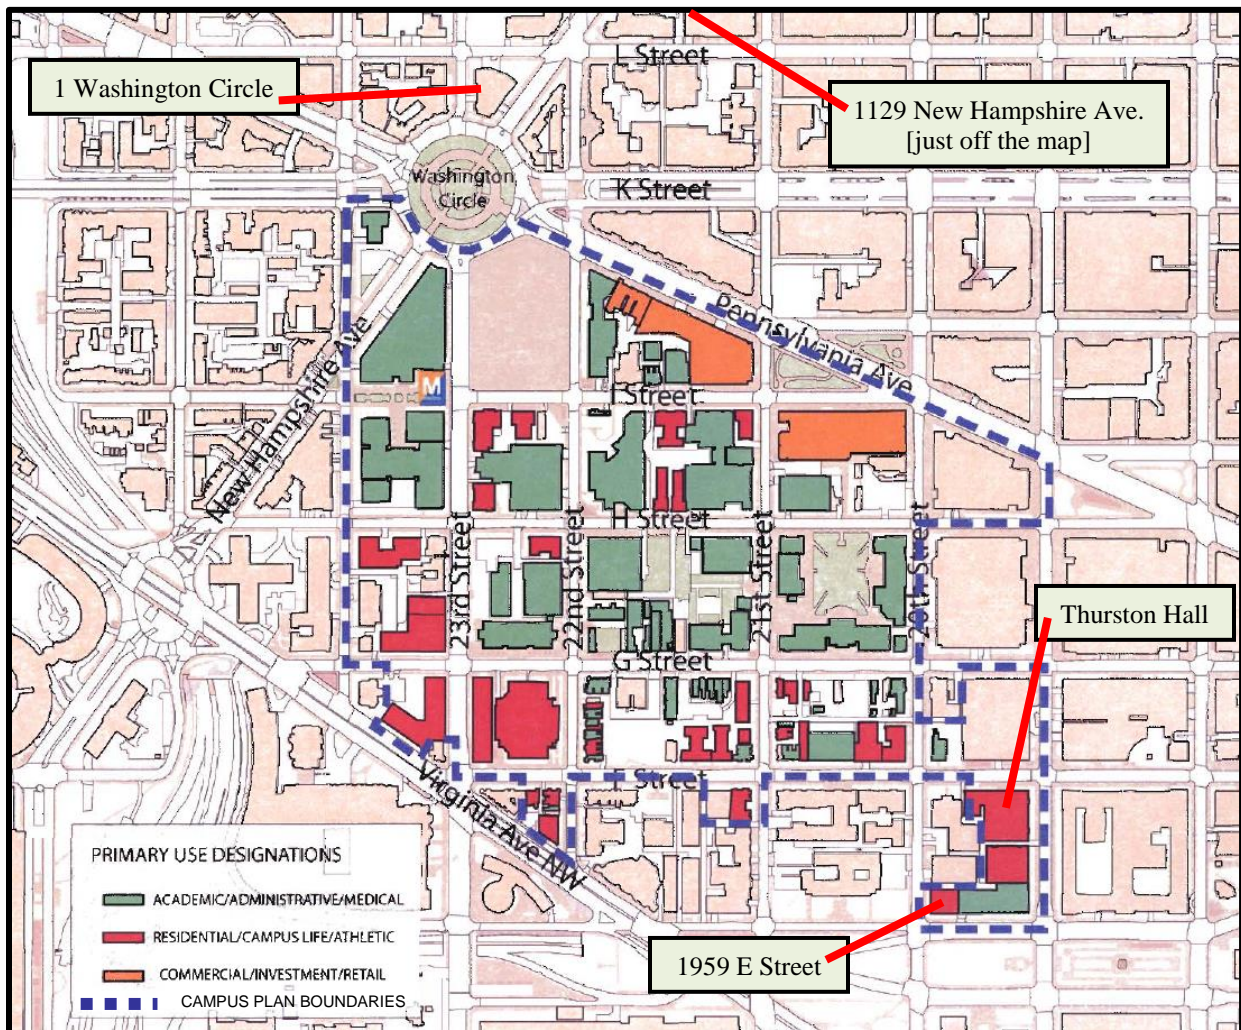 L Street
1 Washington Circle
1129 New Hampshire Ave.
[just off the map]
Washington
Circle
K Street
Pennsylvania Ave
M
I Street
New Hampshire Ave
H Street
23rd Street
22nd Street
21st Street
20th Street
Thurston Hall
G Street
F Street
Virginia Ave NW
PRIMARY USE DESIGNATIONS
ACADEMIC/ADMINISTRATIVE/MEDICAL
RESIDENTIAL/CAMPUS LIFE/ATHLETIC
COMMERCIAL/INVESTMENT/RETAIL
CAMPUS PLAN BOUNDARIES
1959 E Street